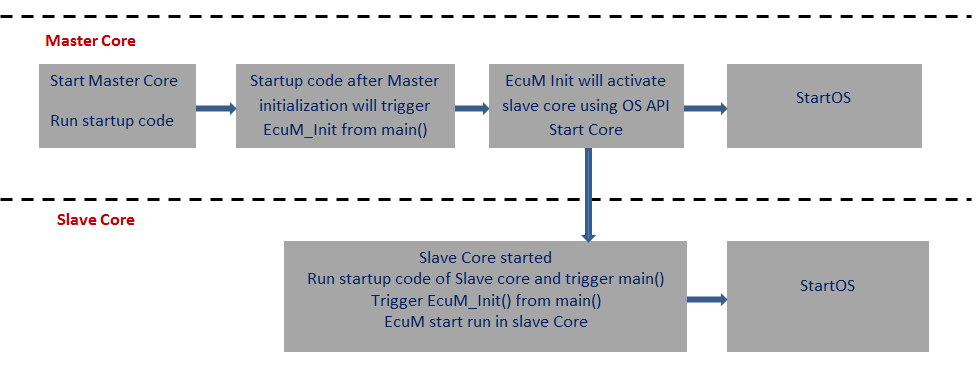 Master Core
Start Master Core
Run startup code
Startup code after Master
initialization will trigger
EcuM_Init from main()
EcuM Init will activate
slave core using OS API
Start Core
StartOS
Slave Core
Slave Core started
Run startup code of Slave core and trigger main()
Trigger EcuM_Init() from main()
EcuM start run in slave Core
StartOS